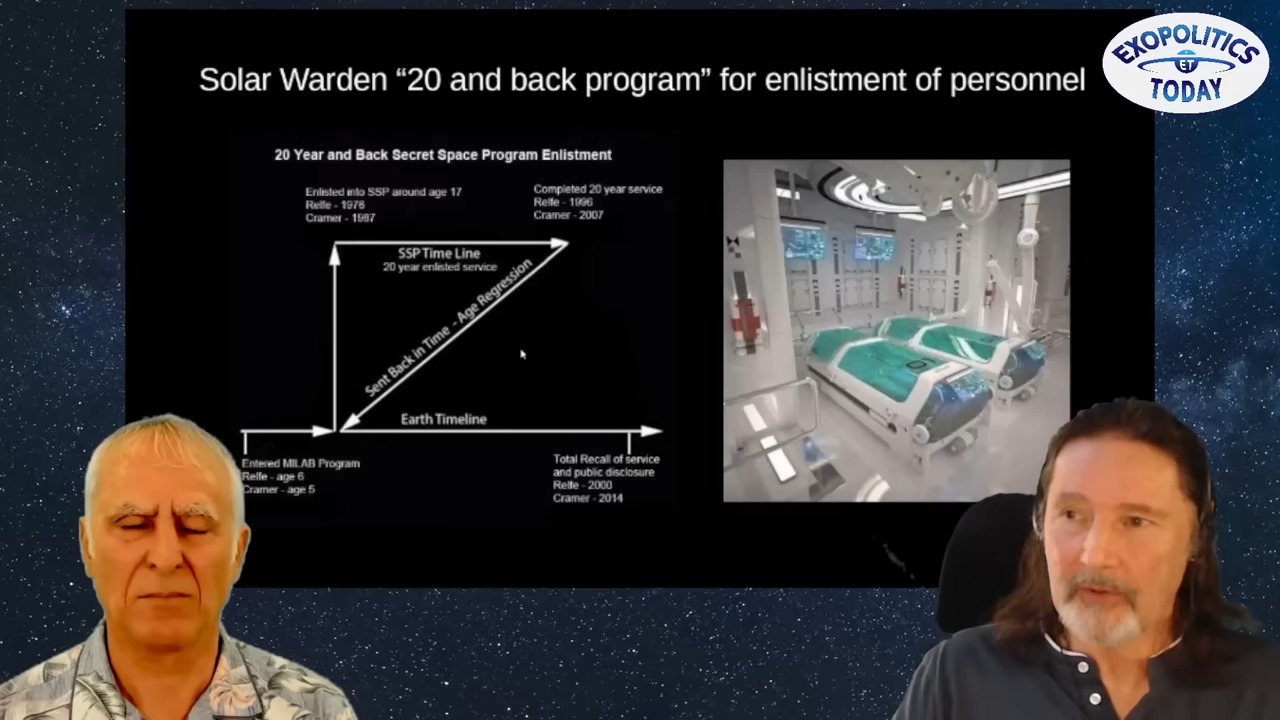 EXOPOLITICS
ET
TODAY
Solar Warden “20 and back program” for enlistment of personnel
20 Year and Back Secret Space Program Enlistment
Enlisted into SSP around age 17
Relfe - 1976
Cramer - 1987
Completed 20 year service
Relfe - 1996
Cramer - 2007
SSP Time Line
20 year enlisted service
Sent Back in Time - Age Regression
Earth Timeline
Entered MILAB Program
Relfe - age 6
Cramer - age 5
Total Recall of service
and public disclosure
Relfe - 2000
Cramer - 2014